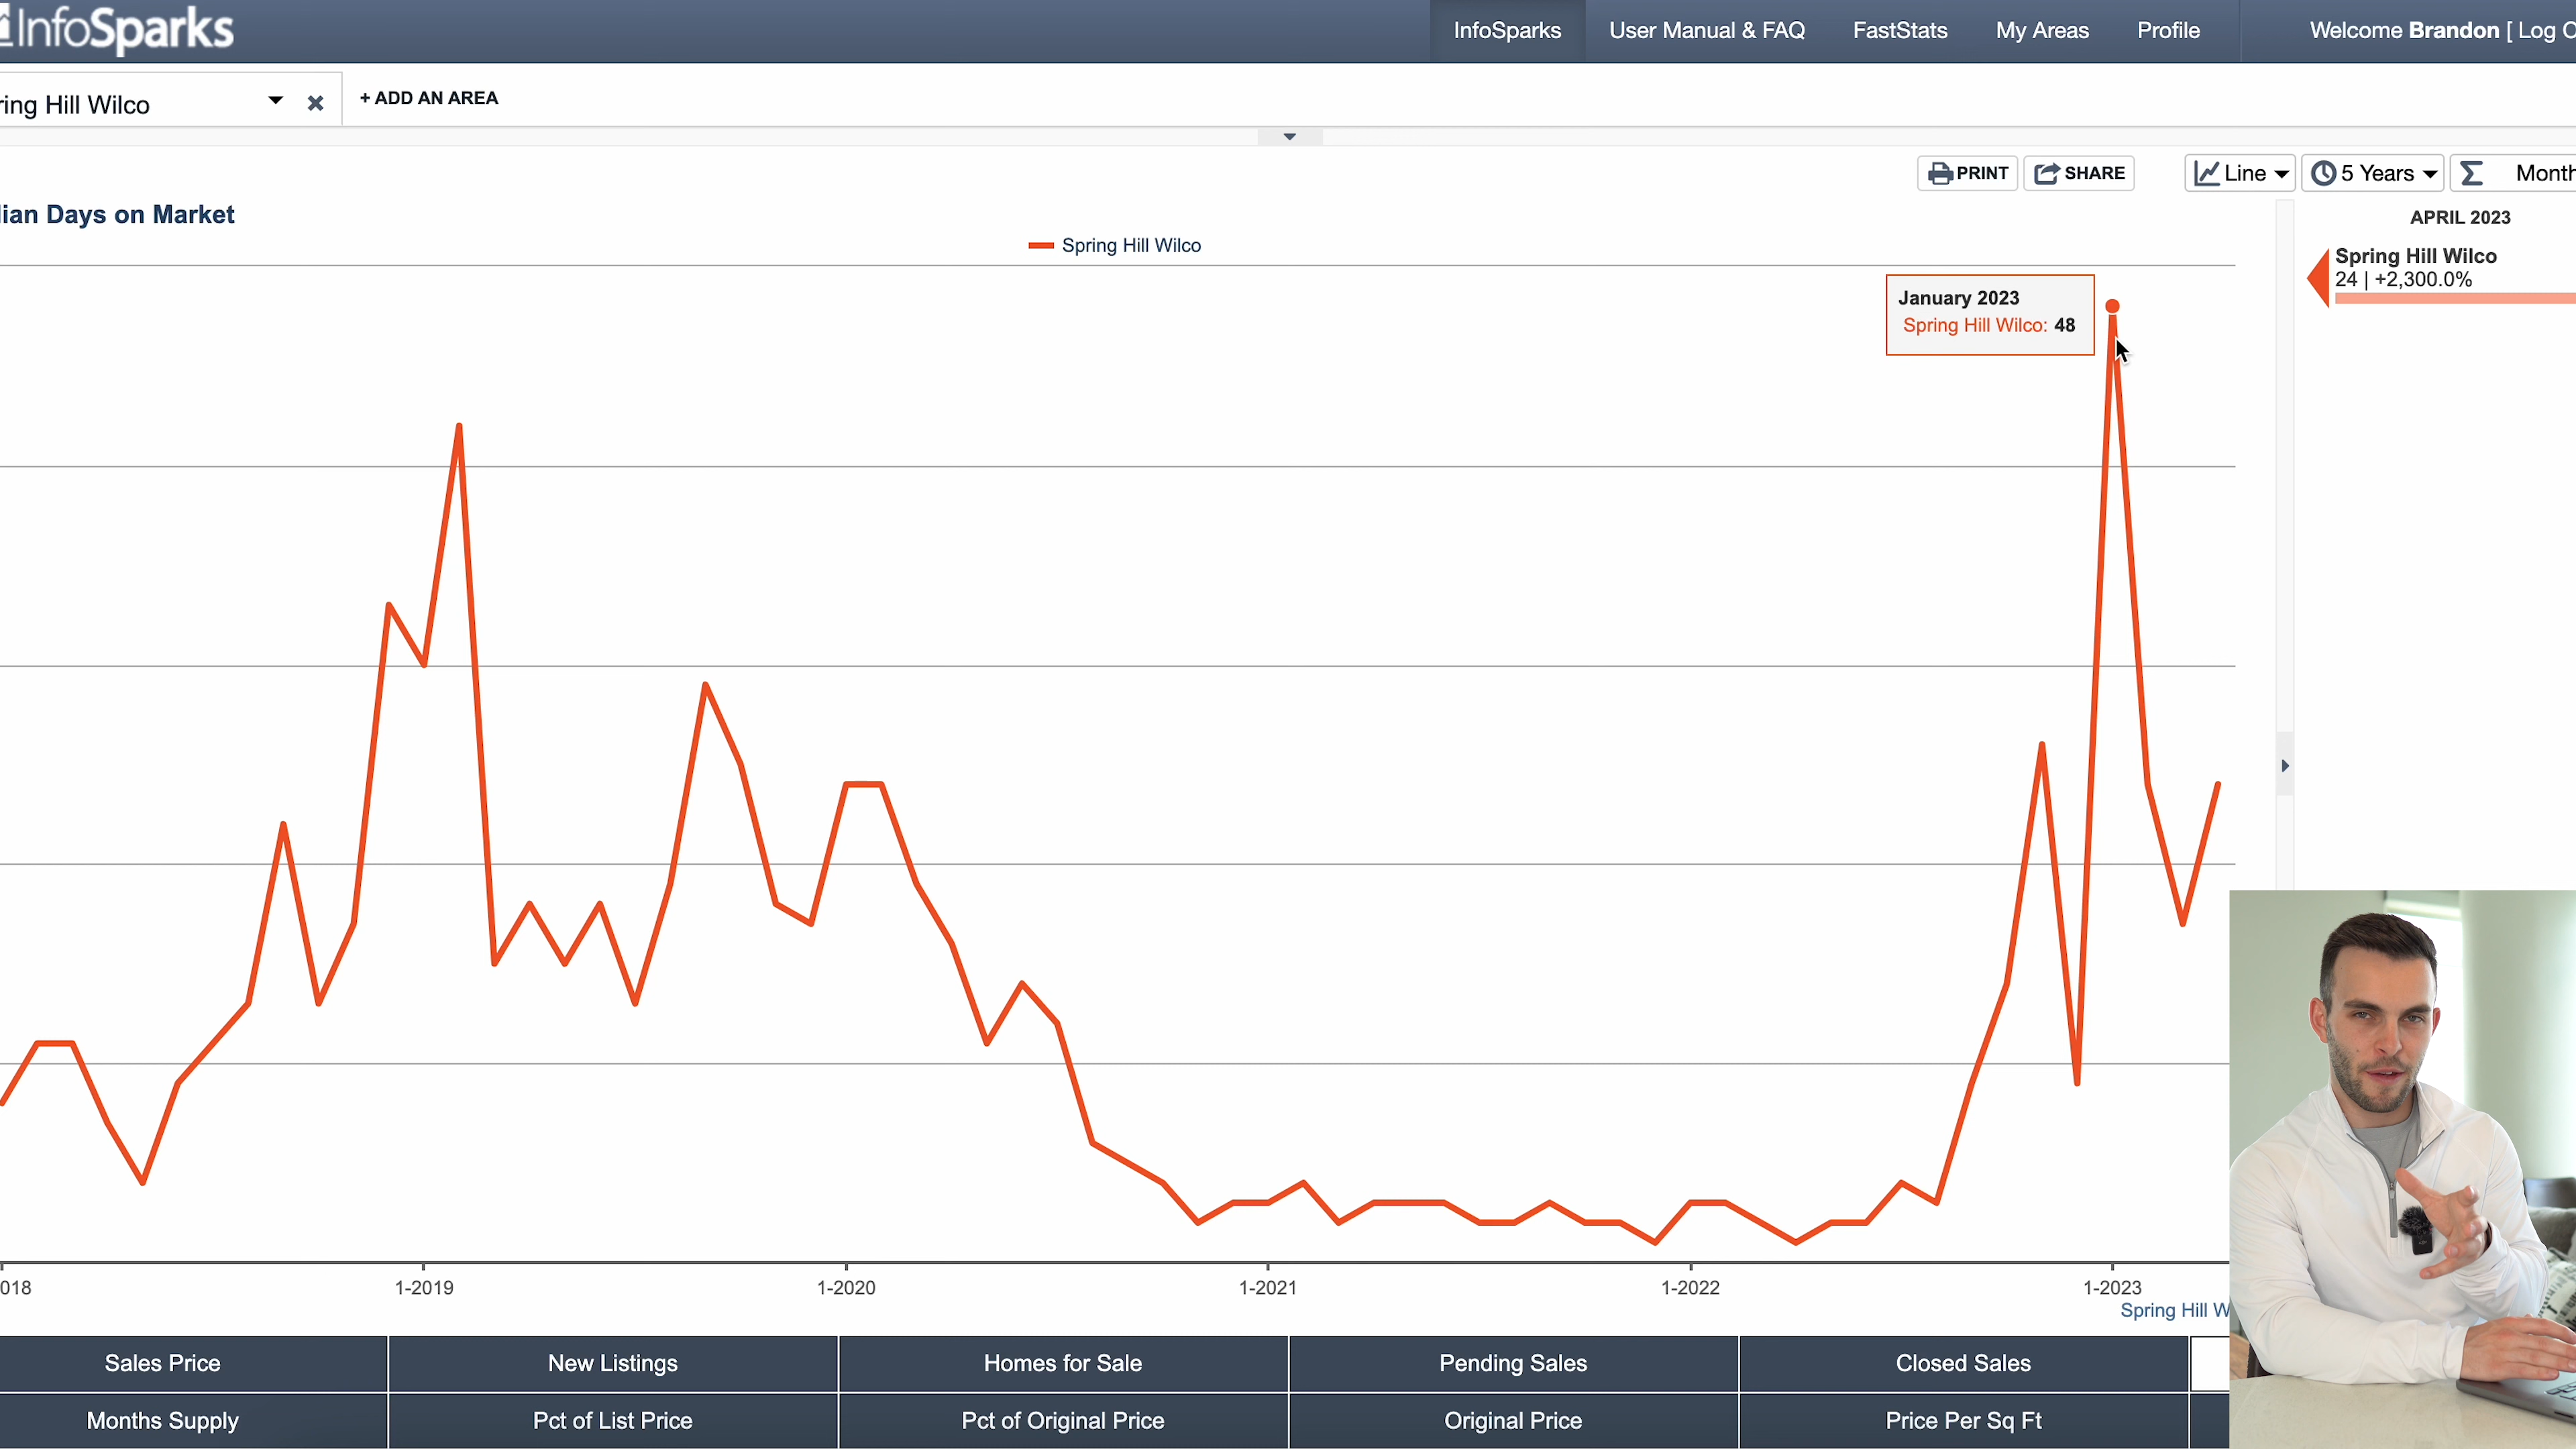 InfoSparks
InfoSparks
User Manual & FAQ
FastStats
My Areas
Profile
Welcome Brandon [ Log
Hill Wilco
+ ADD AN AREA
PRINT
SHARE
Line
5 Years
Days on Market
Spring Hill Wilco
APRIL 2023
Spring Hill Wilco
24 | +2,300.0%
January 2023
Spring Hill Wilco: 48
1-2019
1-2020
1-2021
1-2022
1-2023
Spring Hill
Sales Price
New Listings
Homes for Sale
Pending Sales
Closed Sales
Months Supply
Pct of List Price
Pct of Original Price
Original Price
Price Per Sq Ft